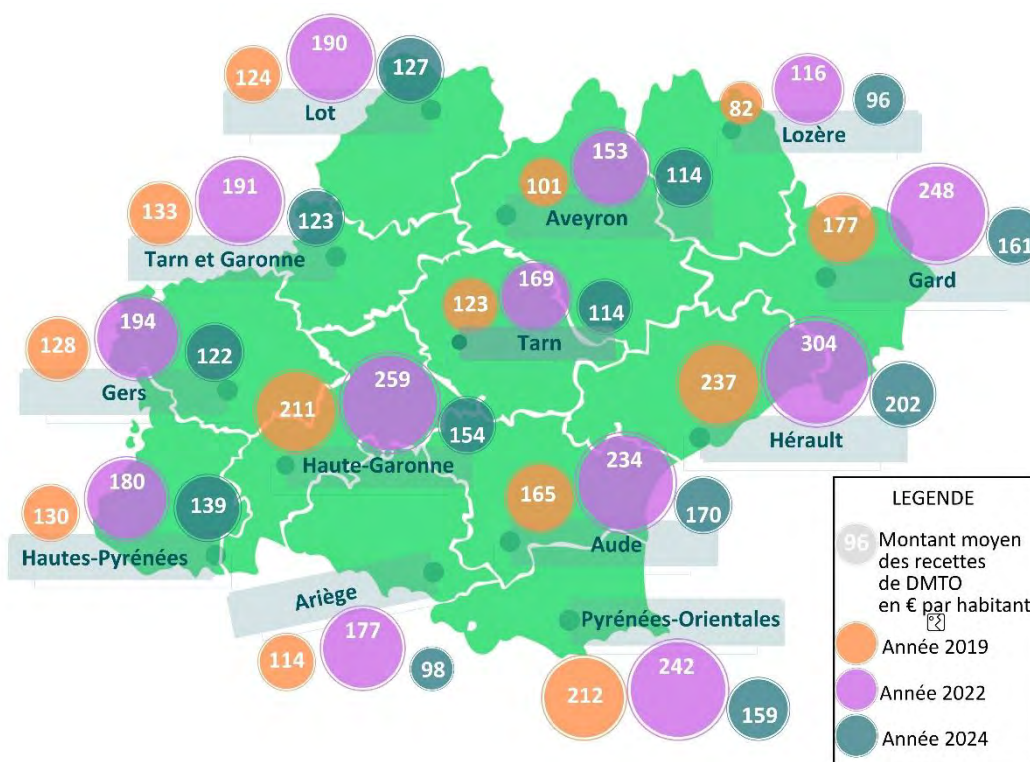 124
190
127
Lot
82
116
96
Lozère
101
153
114
Aveyron
133
191
123
Tarn et Garonne
177
248
161
Gard
123
169
114
Tarn
128
194
122
Gers
211
259
154
Haute-Garonne
237
304
202
Hérault
130
180
139
Hautes-Pyrénées
165
234
170
Aude
Ariège
114
177
98
Pyrénées-Orientales
212
242
159
LEGENDE
96 Montant moyen
des recettes
de DMTO
en € par habitant
Année 2019
Année 2022
Année 2024